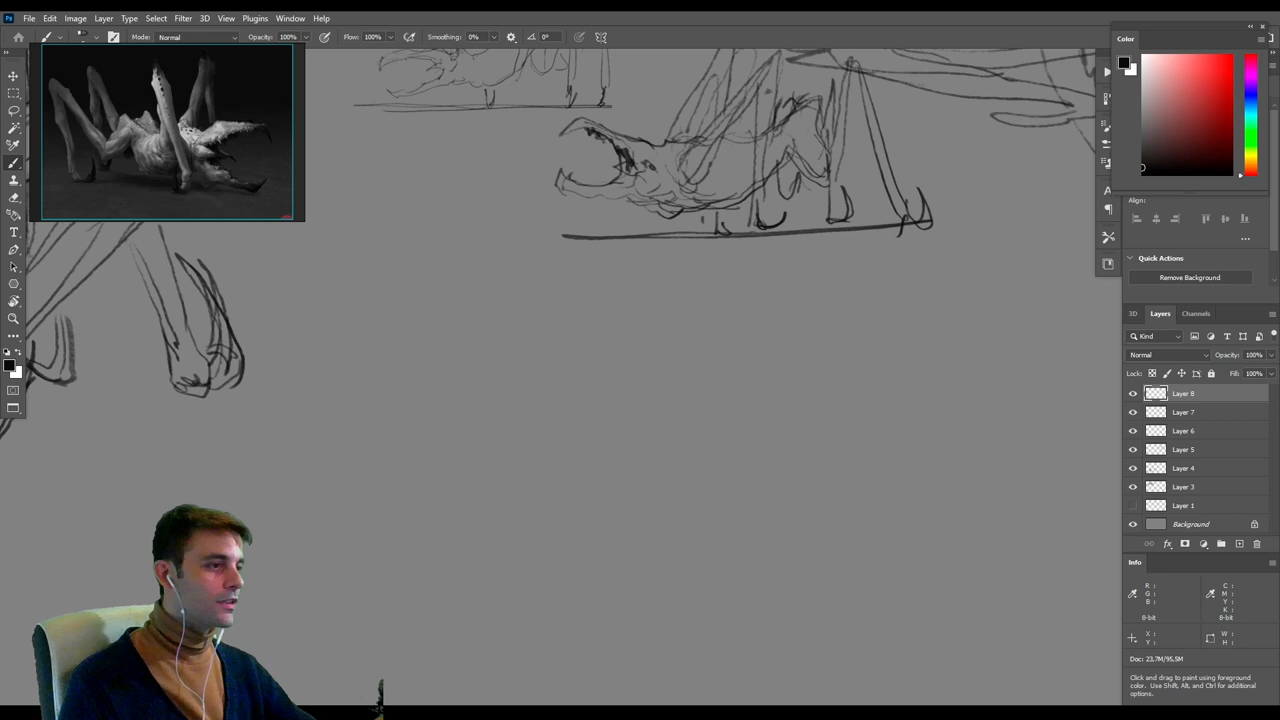 Ps File Edit Image Layer Type Select Filter 3D View Plugins Window Help
Mode: Normal Opacity: 100% Flow: 100% Smoothing: 0% 0°
Color
Align:
Quick Actions
Remove Background
3D Layers Channels
Kind
Normal Opacity: 100%
Lock: Fill: 100%
Layer 8
Layer 7
Layer 6
Layer 5
Layer 4
Layer 3
Layer 1
Background
fx
Info
R : C :
G : M :
B : Y :
K :
8-bit 8-bit
X : W :
Y : H :
Doc: 23,7M/95,5M
Click and drag to paint using foreground
color. Use Shift, Alt, and Ctrl for additional
options.